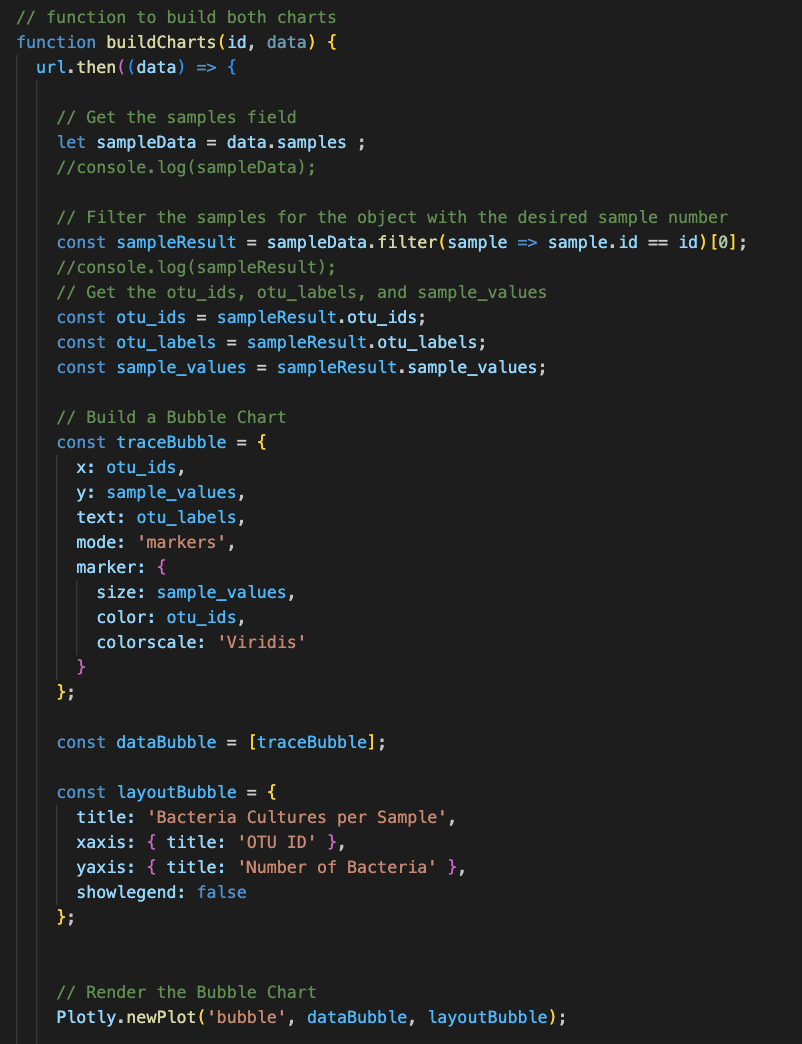 // function to build both charts
function buildCharts(id, data) {
  url.then((data) => {

    // Get the samples field
    let sampleData = data.samples ;
    //console.log(sampleData);

    // Filter the samples for the object with the desired sample number
    const sampleResult = sampleData.filter(sample => sample.id == id)[0];
    //console.log(sampleResult);
    // Get the otu_ids, otu_labels, and sample_values
    const otu_ids = sampleResult.otu_ids;
    const otu_labels = sampleResult.otu_labels;
    const sample_values = sampleResult.sample_values;

    // Build a Bubble Chart
    const traceBubble = {
      x: otu_ids,
      y: sample_values,
      text: otu_labels,
      mode: 'markers',
      marker: {
        size: sample_values,
        color: otu_ids,
        colorscale: 'Viridis'
      }
    };

    const dataBubble = [traceBubble];

    const layoutBubble = {
      title: 'Bacteria Cultures per Sample',
      xaxis: { title: 'OTU ID' },
      yaxis: { title: 'Number of Bacteria' },
      showlegend: false
    };


    // Render the Bubble Chart
    Plotly.newPlot('bubble', dataBubble, layoutBubble);